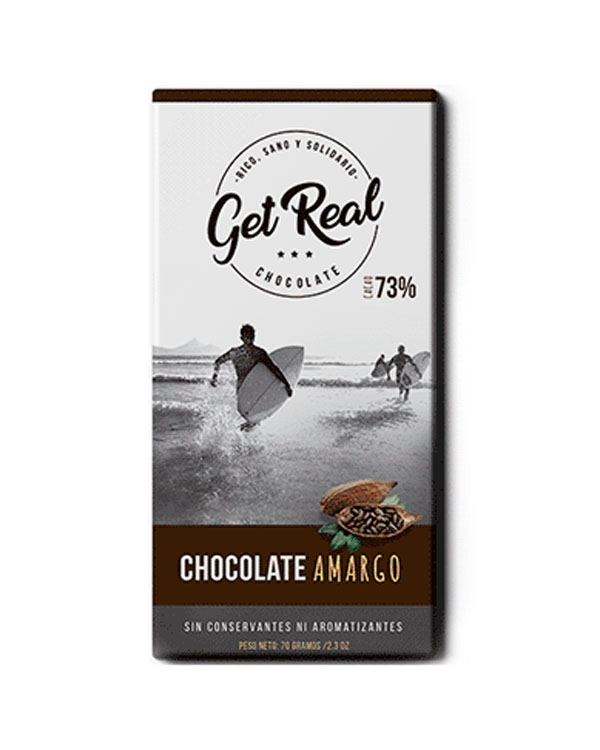 ·RICO, SANO Y SOLIDARIO·
Get Real
CHOCOLATE
CACAO 73%
CHOCOLATE AMARGO
SIN CONSERVANTES NI AROMATIZANTES
PESO NETO: 70 GRAMOS /2.3 OZ